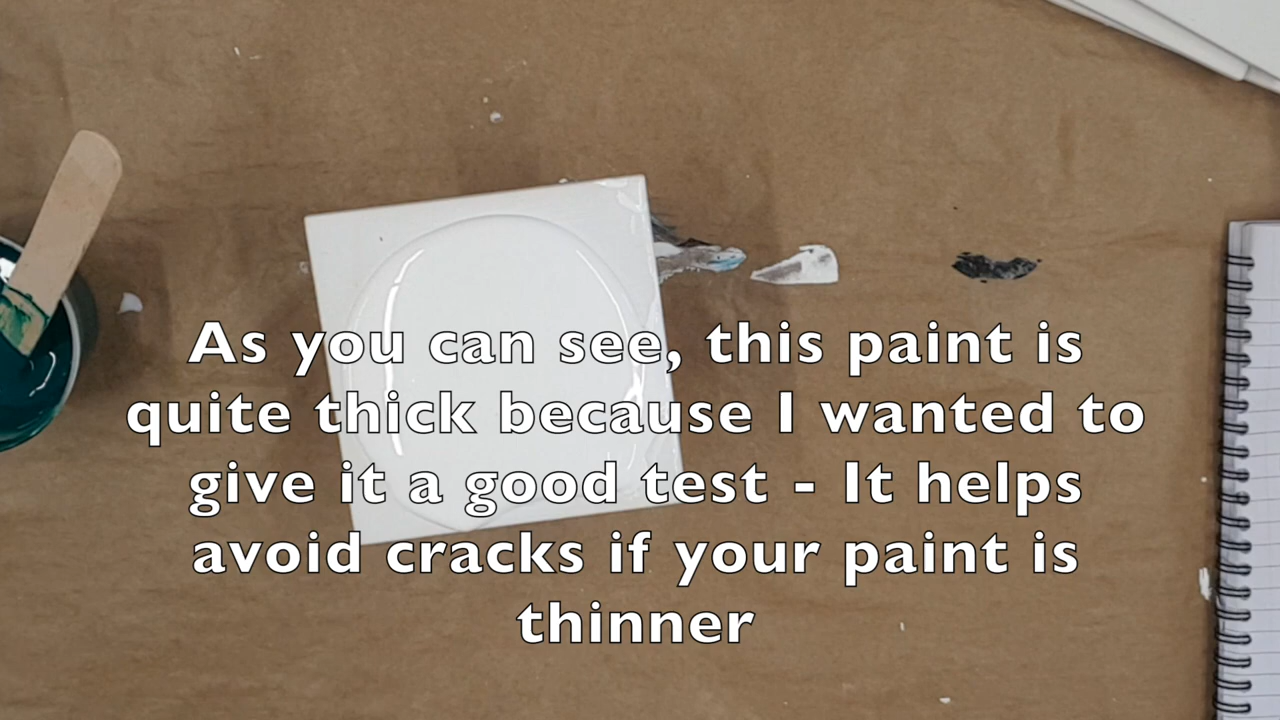 As you can see, this paint is
quite thick because I wanted to
give it a good test - It helps
avoid cracks if your paint is
thinner